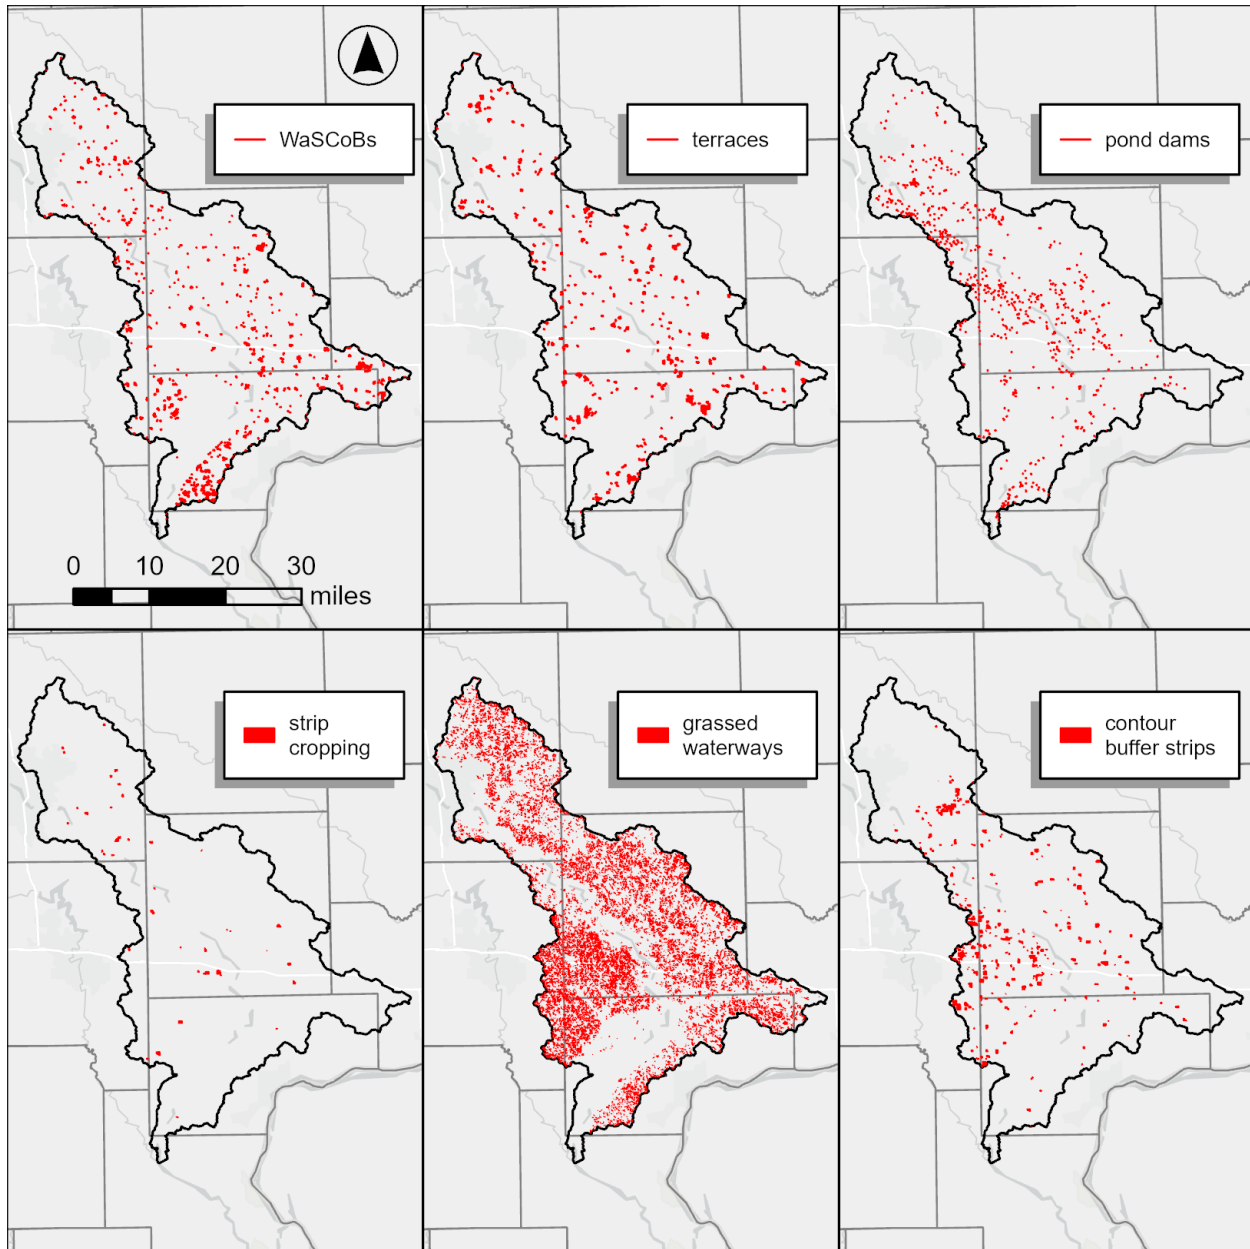 WaSCoBs
terraces
pond dams
0 10 20 30
miles
strip
cropping
grassed
waterways
contour
buffer strips